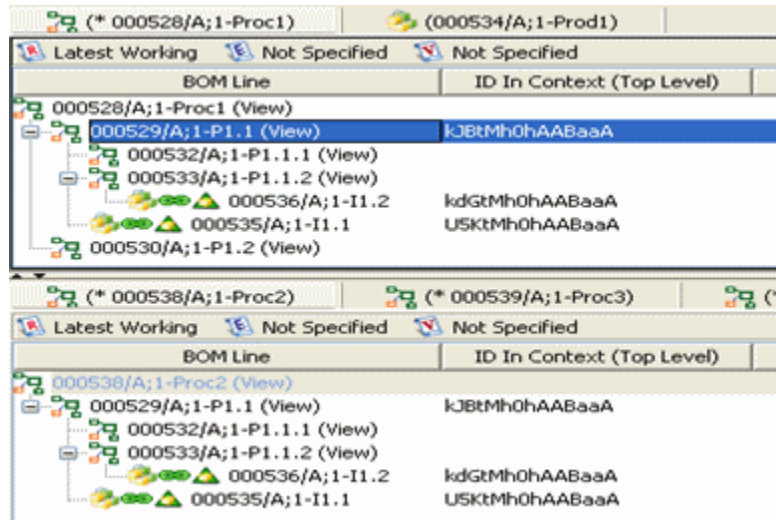 (* 000528/A;1-Proc1) (000534/A;1-Prod1)
Latest Working Not Specified Not Specified
BOM Line ID In Context (Top Level)
000528/A;1-Proc1 (View)
000529/A;1-P1.1 (View) kJBtMh0hAABaaA
000532/A;1-P1.1.1 (View)
000533/A;1-P1.1.2 (View)
000536/A;1-I1.2 kdGtMh0hAABaaA
000535/A;1-I1.1 U5KtMh0hAABaaA
000530/A;1-P1.2 (View)
(* 000538/A;1-Proc2) (* 000539/A;1-Proc3) (*
Latest Working Not Specified Not Specified
BOM Line ID In Context (Top Level)
000538/A;1-Proc2 (View)
000529/A;1-P1.1 (View) kJBtMh0hAABaaA
000532/A;1-P1.1.1 (View)
000533/A;1-P1.1.2 (View)
000536/A;1-I1.2 kdGtMh0hAABaaA
000535/A;1-I1.1 U5KtMh0hAABaaA